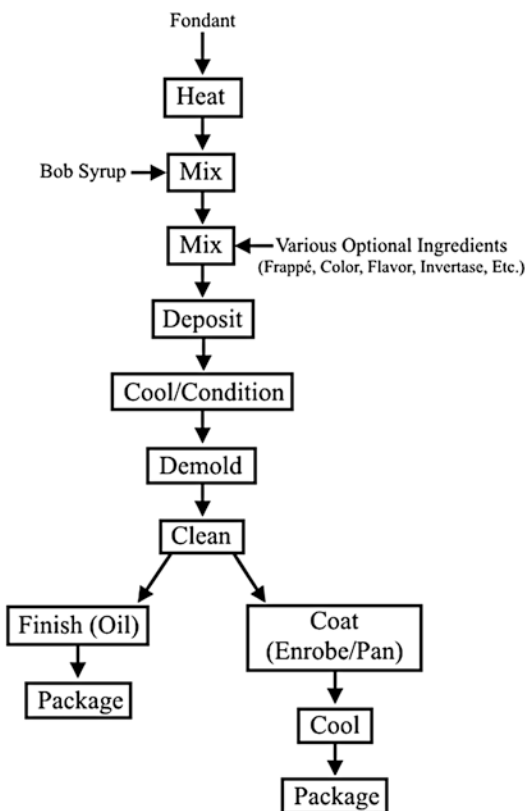 Fondant
Heat
Bob Syrup
Mix
Mix
Various Optional Ingredients
(Frappé, Color, Flavor, Invertase, Etc.)
Deposit
Cool/Condition
Demold
Clean
Finish (Oil)
Coat
(Enrobe/Pan)
Package
Cool
Package